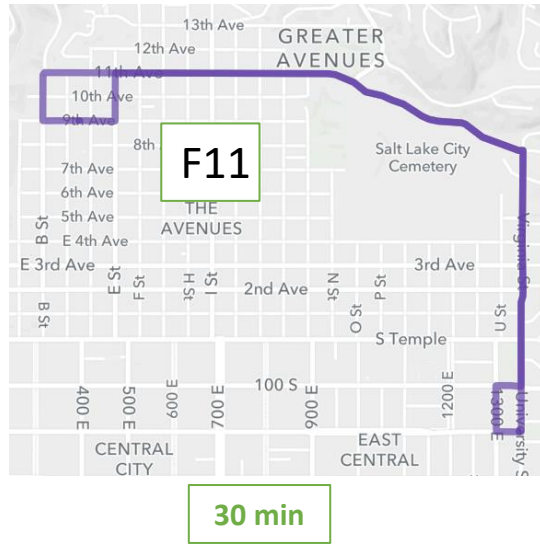 13th Ave
GREATER
AVENUES
12th Ave
11th Ave
10th Ave
9th Ave
8th
F11
Salt Lake City
Cemetery
7th Ave
6th Ave
5th Ave
THE
AVENUES
B St
E 4th Ave
Virginia St
E 3rd Ave
3rd Ave
E St
F St
H St
I St
2nd Ave
N St
P St
B St
O St
U St
S Temple
400 E
500 E
600 E
700 E
100 S
900 E
1200 E
1300 E
University S
CENTRAL
CITY
EAST
CENTRAL
30 min